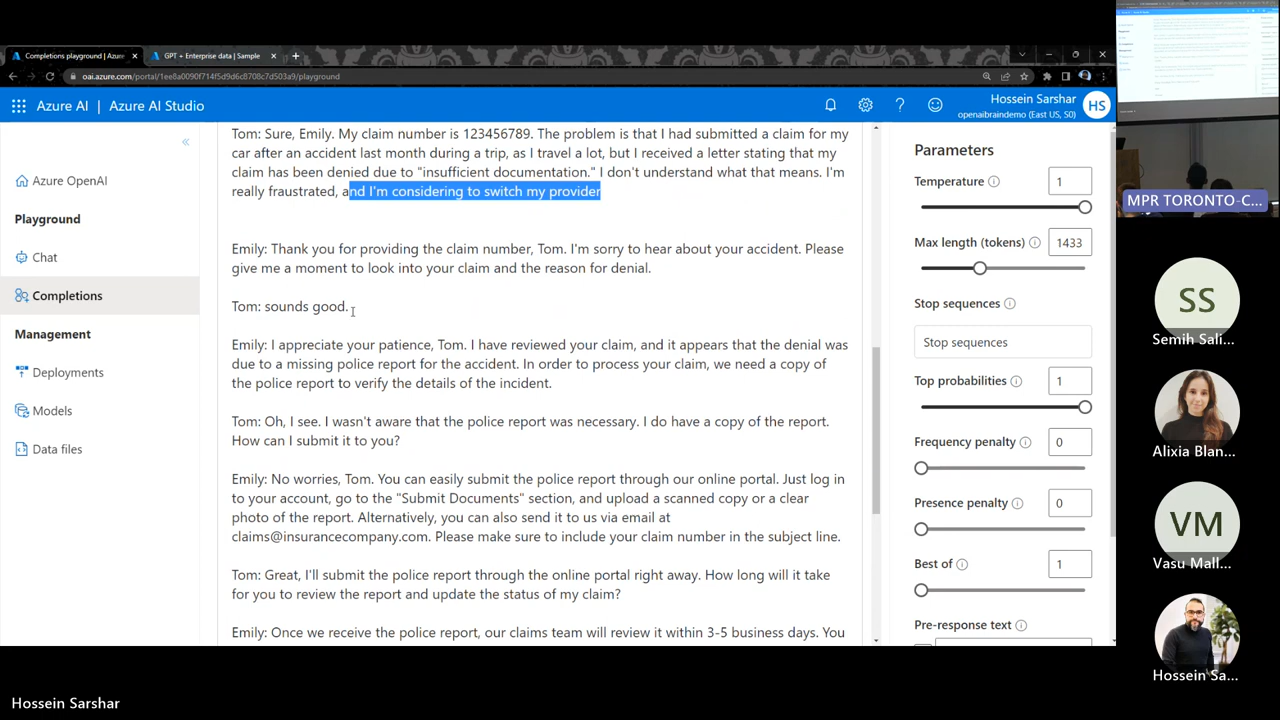 Completions playground | Azure
GPT + Enterprise data | Sample
oai.azure.com/portal/1ee8a0090f714f5d9d6cd708c7d503a9/playground
Azure AI | Azure AI Studio
Hossein Sarshar
openaibraindemo (East US, S0)
HS
Azure OpenAI
Playground
Chat
Completions
Management
Deployments
Models
Data files
Tom: Sure, Emily. My claim number is 123456789. The problem is that I had submitted a claim for my
car after an accident last month during a trip, as I travel a lot, but I received a letter stating that my
claim has been denied due to "insufficient documentation." I don't understand what that means. I'm
really fraustrated, and I'm considering to switch my provider
Emily: Thank you for providing the claim number, Tom. I'm sorry to hear about your accident. Please
give me a moment to look into your claim and the reason for denial.
Tom: sounds good.
Emily: I appreciate your patience, Tom. I have reviewed your claim, and it appears that the denial was
due to a missing police report for the accident. In order to process your claim, we need a copy of
the police report to verify the details of the incident.
Tom: Oh, I see. I wasn't aware that the police report was necessary. I do have a copy of the report.
How can I submit it to you?
Emily: No worries, Tom. You can easily submit the police report through our online portal. Just log in
to your account, go to the "Submit Documents" section, and upload a scanned copy or a clear
photo of the report. Alternatively, you can also send it to us via email at
claims@insurancecompany.com. Please make sure to include your claim number in the subject line.
Tom: Great, I'll submit the police report through the online portal right away. How long will it take
for you to review the report and update the status of my claim?
Emily: Once we receive the police report, our claims team will review it within 3-5 business days. You
Parameters
Temperature
1
Max length (tokens)
1433
Stop sequences
Stop sequences
Top probabilities
1
Frequency penalty
0
Presence penalty
0
Best of
1
Pre-response text
MPR TORONTO-C...
SS
Semih Sali...
Alixia Blan...
VM
Vasu Mall...
Hossein Sa...
Hossein Sarshar